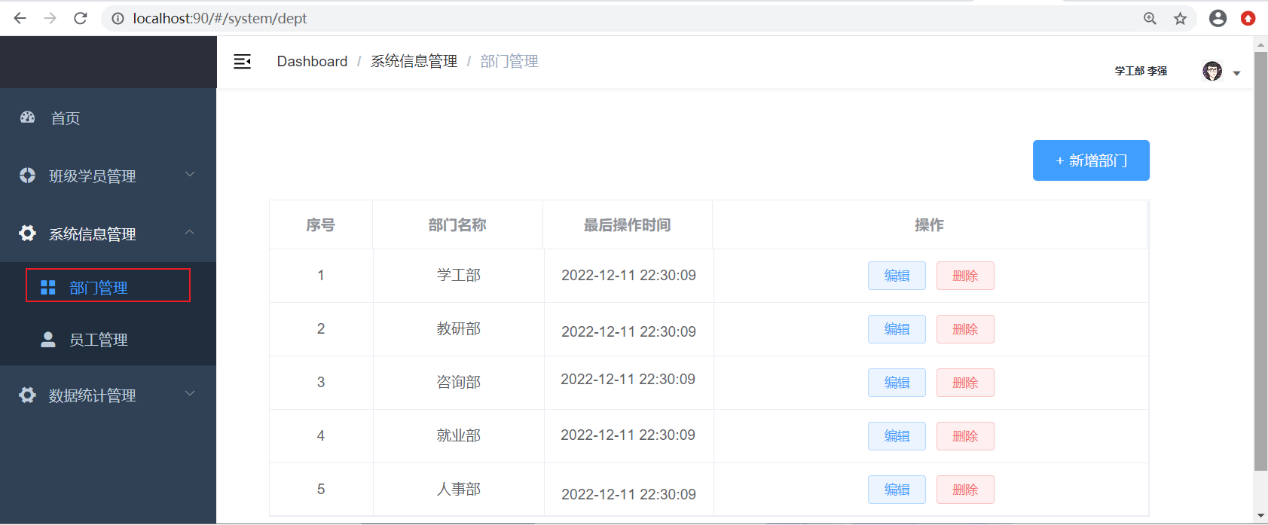 localhost:90/#/system/dept
Dashboard / 系统信息管理 / 部门管理
学工部 李强
首页
班级学员管理
系统信息管理
部门管理
员工管理
数据统计管理
+ 新增部门
序号 部门名称 最后操作时间 操作
1 学工部 2022-12-11 22:30:09 编辑 删除
2 教研部 2022-12-11 22:30:09 编辑 删除
3 咨询部 2022-12-11 22:30:09 编辑 删除
4 就业部 2022-12-11 22:30:09 编辑 删除
5 人事部 2022-12-11 22:30:09 编辑 删除